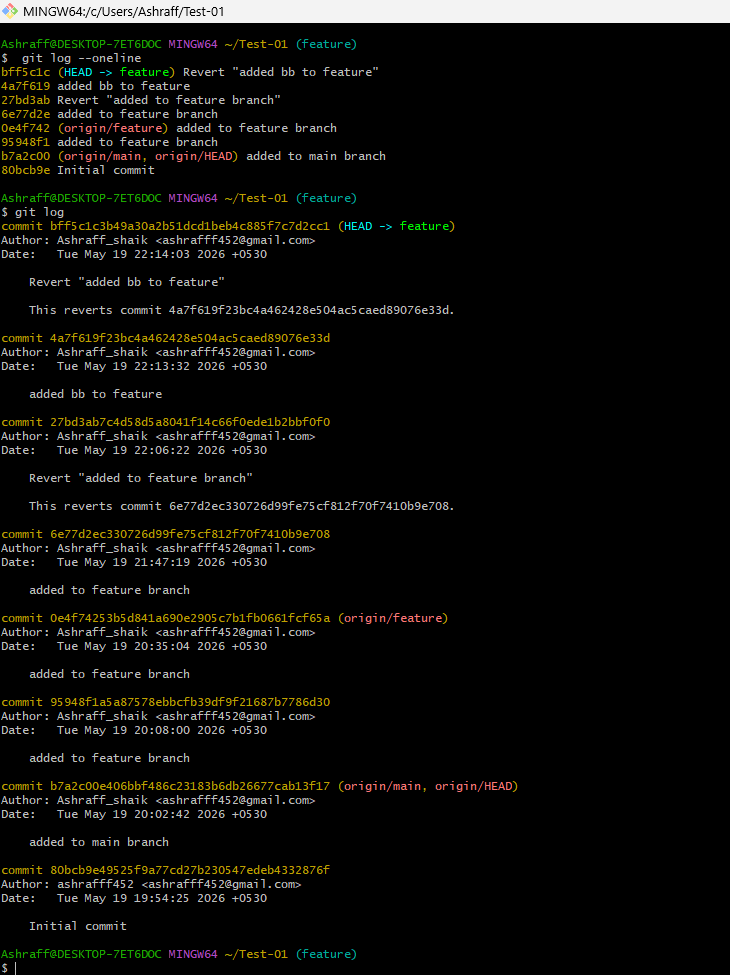 MINGW64:/c/Users/Ashraff/Test-01
Ashraff@DESKTOP-7ET6DOC MINGW64 ~/Test-01 (feature)
$  git log --oneline
bff5c1c (HEAD -> feature) Revert "added bb to feature"
4a7f619 added bb to feature
27bd3ab Revert "added to feature branch"
6e77d2e added to feature branch
0e4f742 (origin/feature) added to feature branch
95948f1 added to feature branch
b7a2c00 (origin/main, origin/HEAD) added to main branch
80bcb9e Initial commit
Ashraff@DESKTOP-7ET6DOC MINGW64 ~/Test-01 (feature)
$ git log
commit bff5c1c3b49a30a2b51dcd1beb4c885f7c7d2cc1 (HEAD -> feature)
Author: Ashraff_shaik <ashrafff452@gmail.com>
Date:   Tue May 19 22:14:03 2026 +0530
Revert "added bb to feature"
This reverts commit 4a7f619f23bc4a462428e504ac5caed89076e33d.
commit 4a7f619f23bc4a462428e504ac5caed89076e33d
Author: Ashraff_shaik <ashrafff452@gmail.com>
Date:   Tue May 19 22:13:32 2026 +0530
added bb to feature
commit 27bd3ab7c4d58d5a8041f14c66f0ede1b2bbf0f0
Author: Ashraff_shaik <ashrafff452@gmail.com>
Date:   Tue May 19 22:06:22 2026 +0530
Revert "added to feature branch"
This reverts commit 6e77d2ec330726d99fe75cf812f70f7410b9e708.
commit 6e77d2ec330726d99fe75cf812f70f7410b9e708
Author: Ashraff_shaik <ashrafff452@gmail.com>
Date:   Tue May 19 21:47:19 2026 +0530
added to feature branch
commit 0e4f74253b5d841a690e2905c7b1fb0661fcf65a (origin/feature)
Author: Ashraff_shaik <ashrafff452@gmail.com>
Date:   Tue May 19 20:35:04 2026 +0530
added to feature branch
commit 95948f1a5a87578ebbcfb39df9f21687b7786d30
Author: Ashraff_shaik <ashrafff452@gmail.com>
Date:   Tue May 19 20:08:00 2026 +0530
added to feature branch
commit b7a2c00e406bbf486c23183b6db26677cab13f17 (origin/main, origin/HEAD)
Author: Ashraff_shaik <ashrafff452@gmail.com>
Date:   Tue May 19 20:02:42 2026 +0530
added to main branch
commit 80bcb9e49525f9a77cd27b230547edeb4332876f
Author: ashrafff452 <ashrafff452@gmail.com>
Date:   Tue May 19 19:54:25 2026 +0530
Initial commit
Ashraff@DESKTOP-7ET6DOC MINGW64 ~/Test-01 (feature)
$